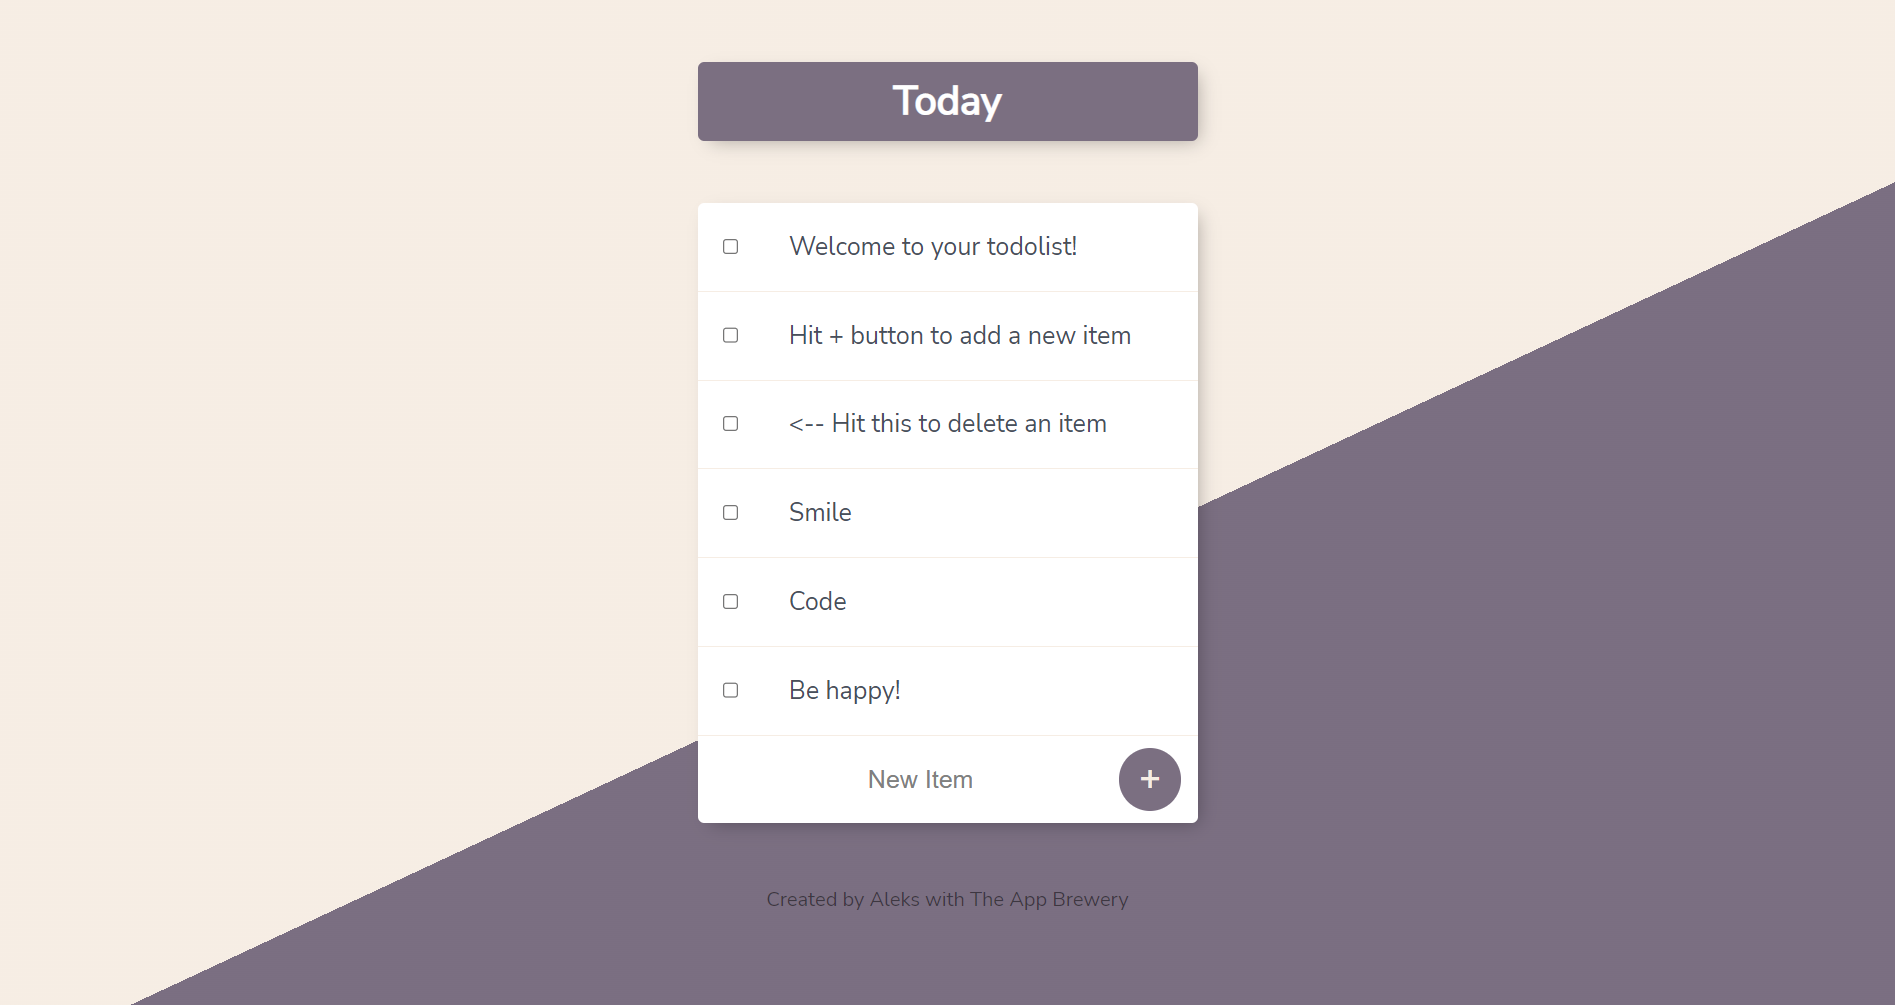 Today
Welcome to your todolist!
Hit + button to add a new item
<-- Hit this to delete an item
Smile
Code
Be happy!
New Item
+
Created by Aleks with The App Brewery